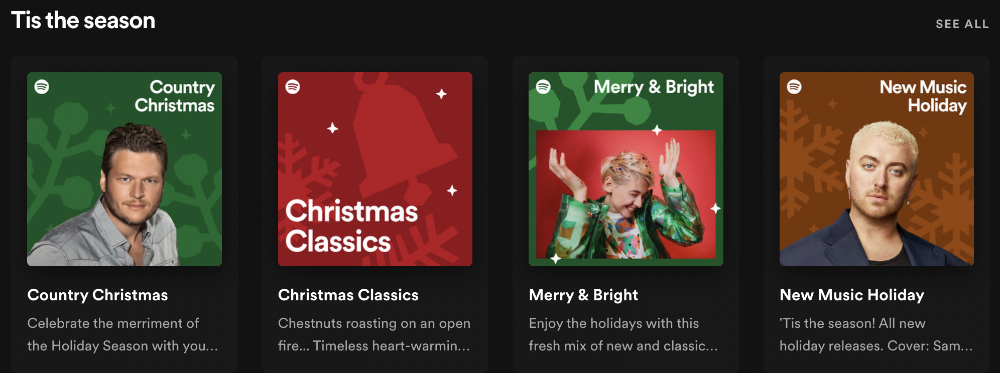 Tis the season
SEE ALL
Country
Christmas
Country Christmas
Celebrate the merriment of
the Holiday Season with you...
Christmas
Classics
Christmas Classics
Chestnuts roasting on an open
fire... Timeless heart-warmin...
Merry & Bright
Merry & Bright
Enjoy the holidays with this
fresh mix of new and classic...
New Music
Holiday
New Music Holiday
'Tis the season! All new
holiday releases. Cover: Sam...